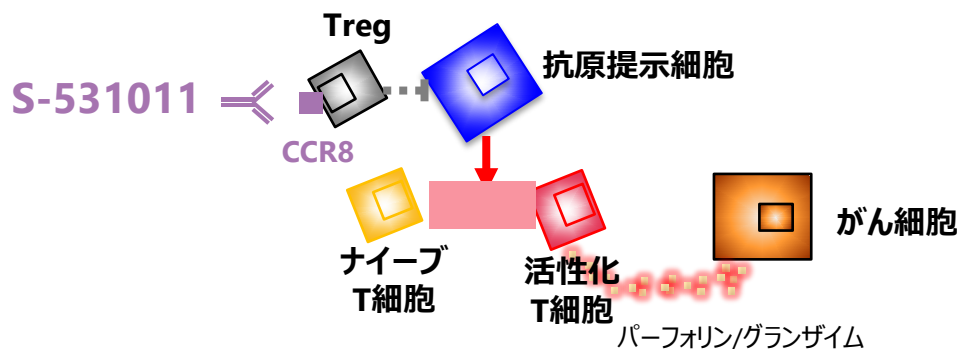 Treg
抗原提示細胞
S-531011
CCR8
ナイーブ
T細胞
活性化
T細胞
がん細胞
パーフォリン/グランザイム